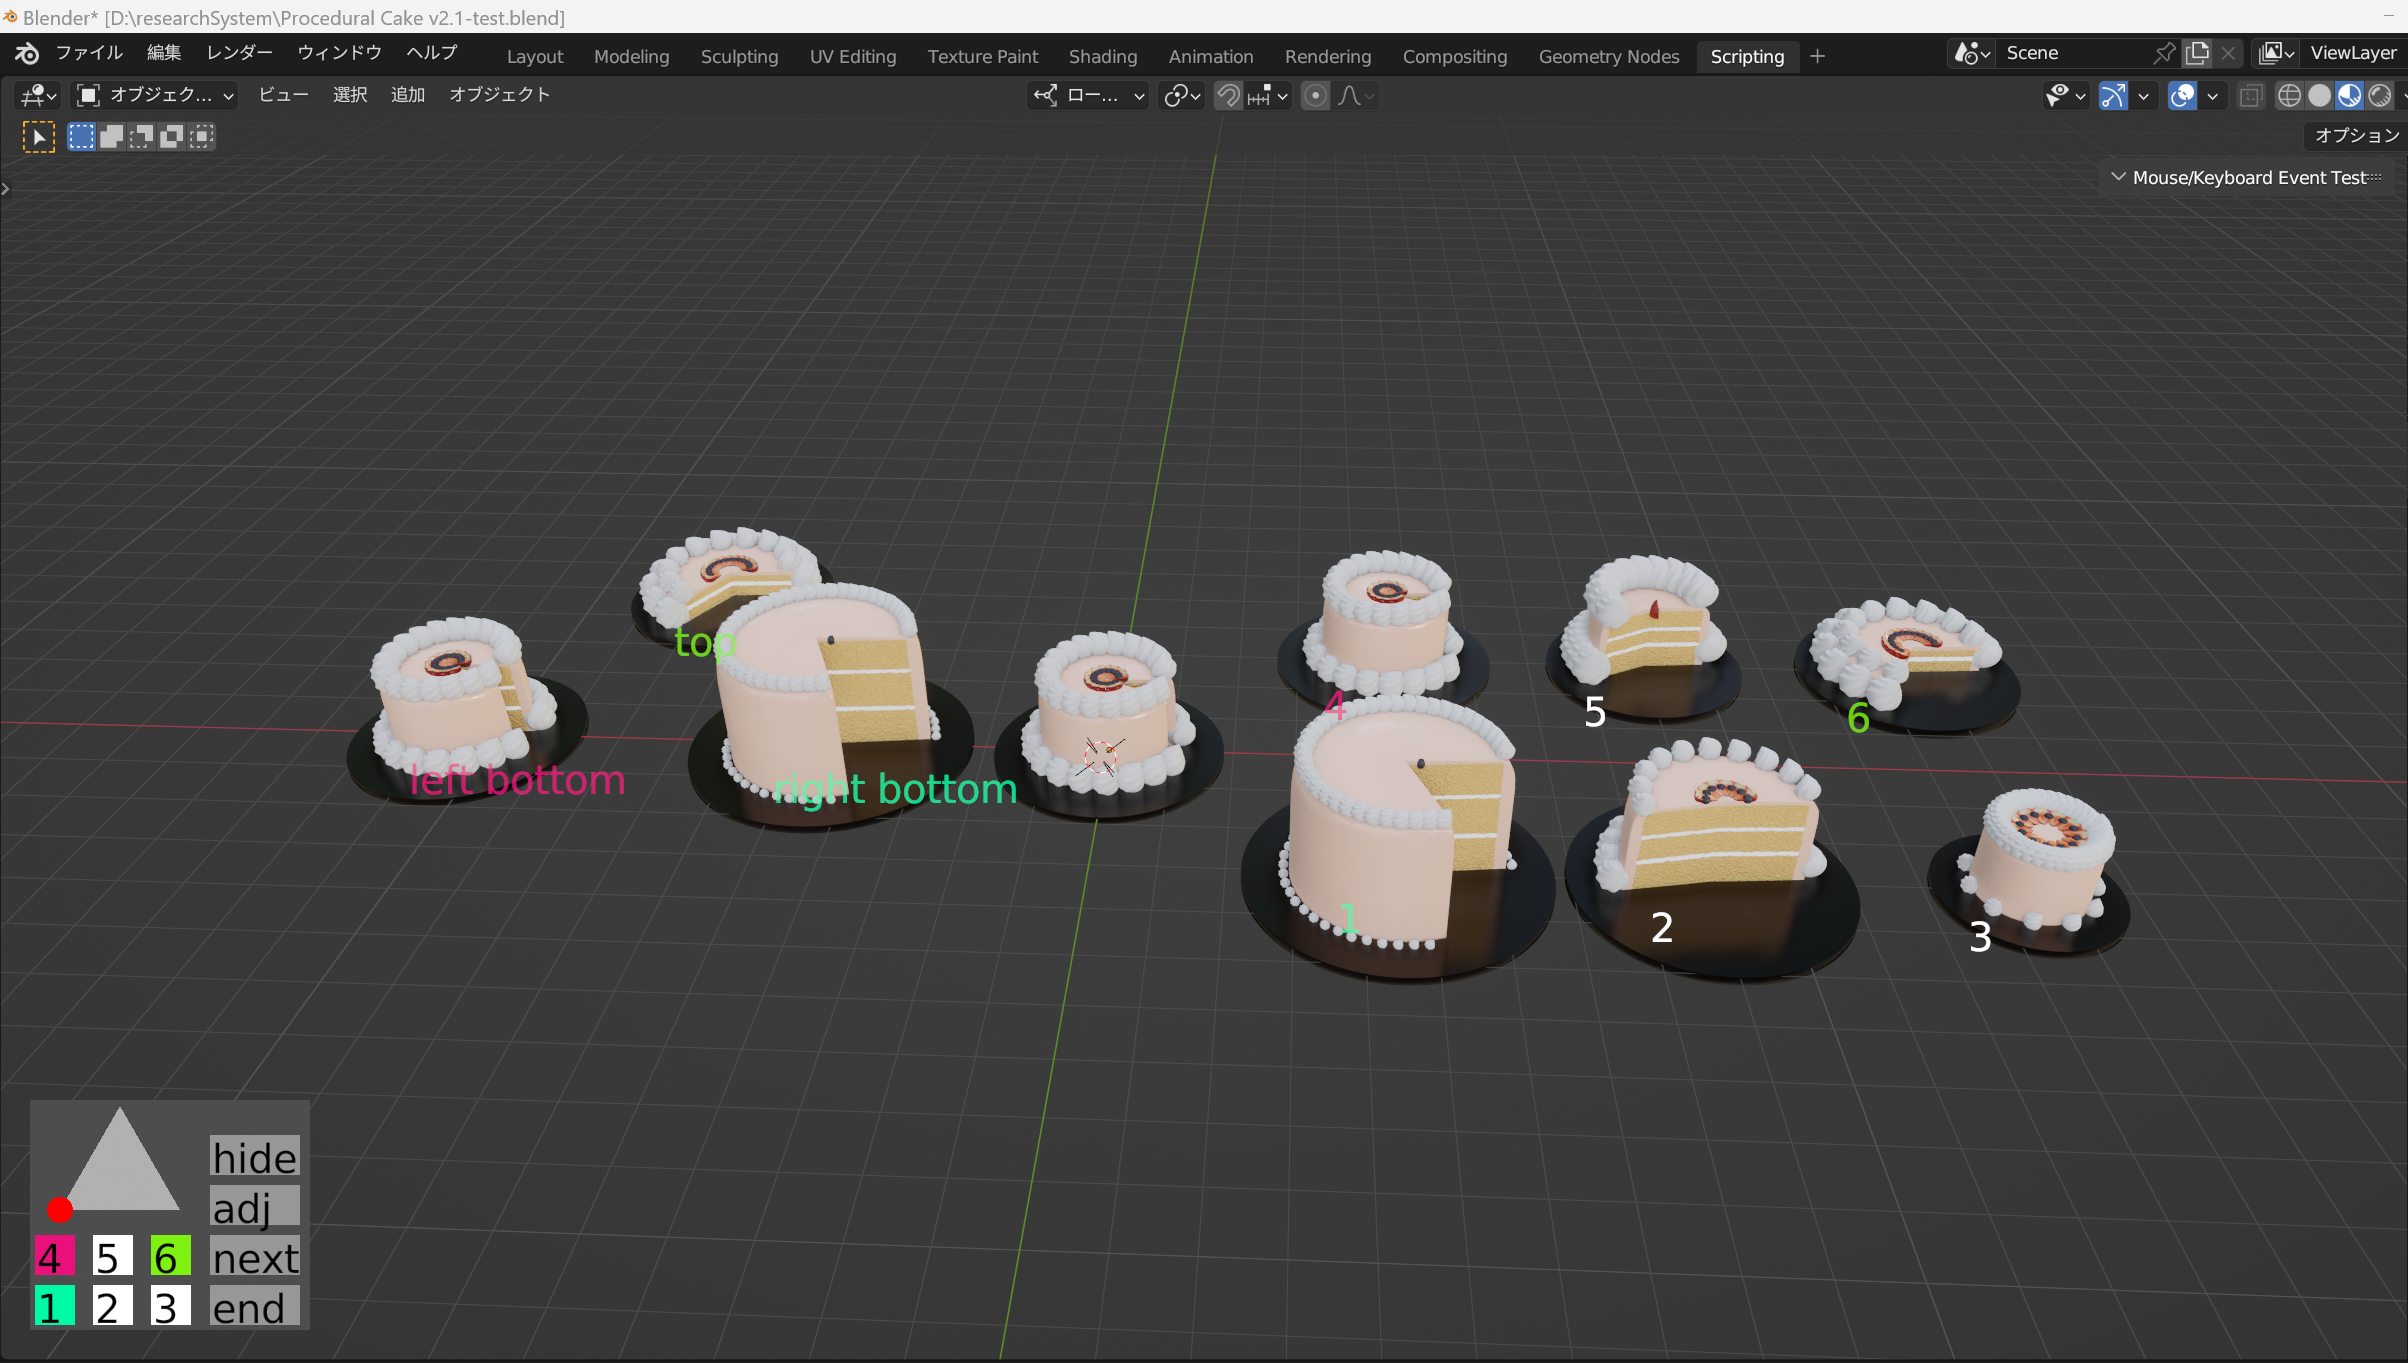 Blender* [D:\researchSystem\Procedural Cake v2.1-test.blend]
ファイル 編集 レンダー ウィンドウ ヘルプ Layout Modeling Sculpting UV Editing Texture Paint Shading Animation Rendering Compositing Geometry Nodes Scripting + Scene ViewLayer
オブジェク... ビュー 選択 追加 オブジェクト ロー...
オプション
Mouse/Keyboard Event Test
top
left bottom
right bottom
4
5
6
1
2
3
hide
adj
4 5 6 next
1 2 3 end